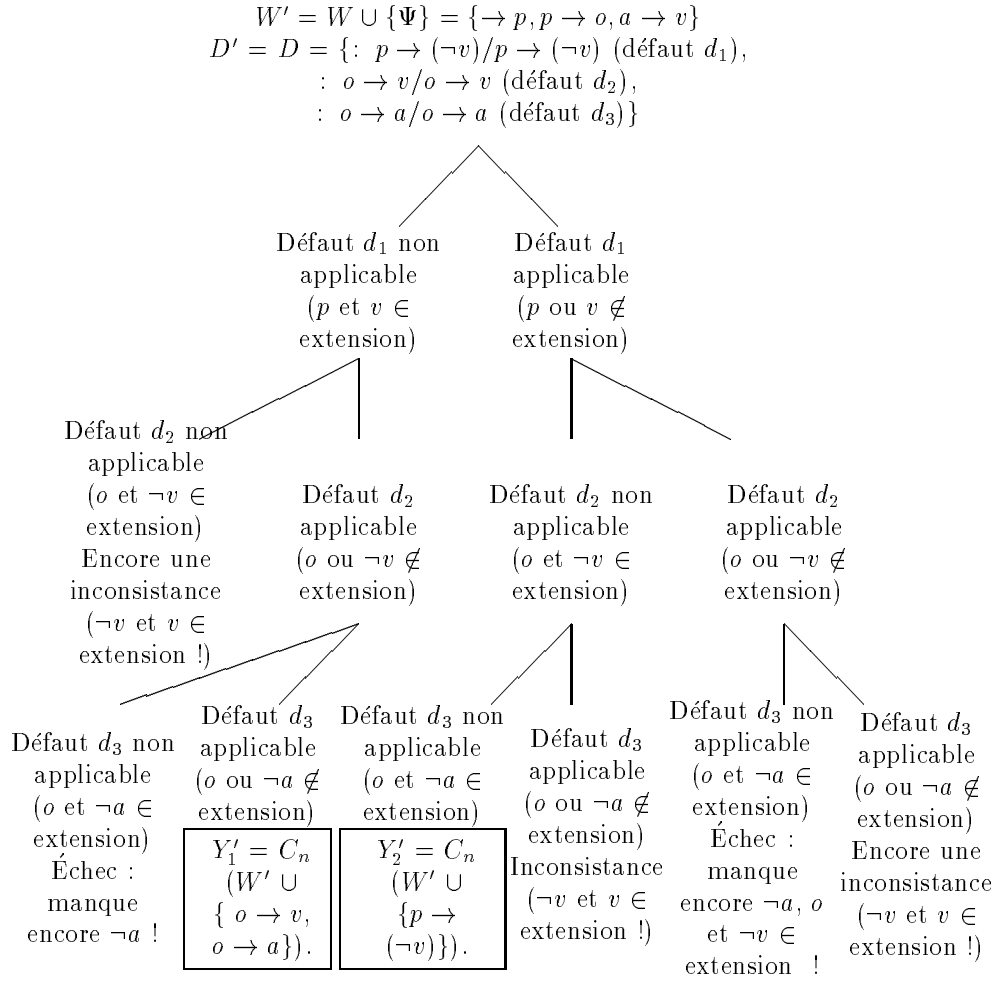 W′ = W ∪ {Ψ} = {→ p, p → o, a → v}
D′ = D = {: p → (¬v)/p → (¬v) (défaut d₁),
: o → v/o → v (défaut d₂),
: o → a/o → a (défaut d₃)}
Défaut d₁ non
applicable
(p et v ∈
extension)
Défaut d₁
applicable
(p ou v ∉
extension)
Défaut d₂ non
applicable
(o et ¬v ∈
extension)
Encore une
inconsistance
(¬v et v ∈
extension !)
Défaut d₂
applicable
(o ou ¬v ∉
extension)
Défaut d₂ non
applicable
(o et ¬v ∈
extension)
Défaut d₂
applicable
(o ou ¬v ∉
extension)
Défaut d₃ non
applicable
(o et ¬a ∈
extension)
Échec :
manque
encore ¬a !
Défaut d₃
applicable
(o ou ¬a ∉
extension)
Y′₁ = Cₙ
(W′ ∪
{ o → v,
o → a}).
Défaut d₃ non
applicable
(o et ¬a ∈
extension)
Y′₂ = Cₙ
(W′ ∪
{p →
(¬v)}).
Défaut d₃
applicable
(o ou ¬a ∉
extension)
Inconsistance
(¬v et v ∈
extension !)
Défaut d₃ non
applicable
(o et ¬a ∈
extension)
Échec :
manque
encore ¬a, o
et ¬v ∈
extension !
Défaut d₃
applicable
(o ou ¬a ∉
extension)
Encore une
inconsistance
(¬v et v ∈
extension !)